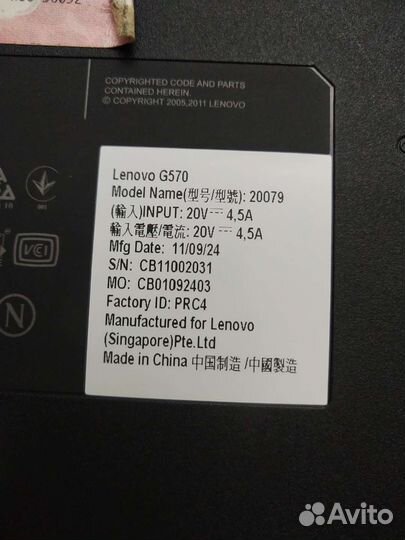 COPYRIGHTED CODE AND PARTS
CONTAINED HEREIN.
© COPYRIGHT 2005,2011 LENOVO
Lenovo G570
Model Name(型号/型號): 20079
(輸入)INPUT: 20V⎓4,5A
輸入電壓/電流: 20V⎓4,5A
Mfg Date: 11/09/24
S/N: CB11002031
MO: CB01092403
Factory ID: PRC4
Manufactured for Lenovo
(Singapore)Pte.Ltd
Made in China 中国制造 /中國製造
VCI
N
Avito